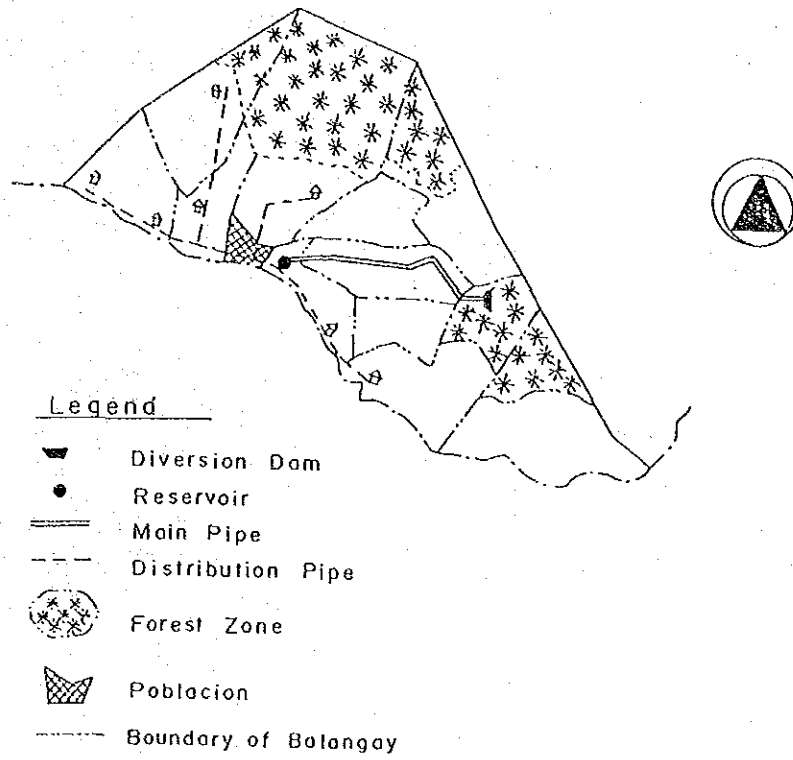 Legend
Diversion Dam
Reservoir
Main Pipe
Distribution Pipe
Forest Zone
Poblacion
Boundary of Balangay